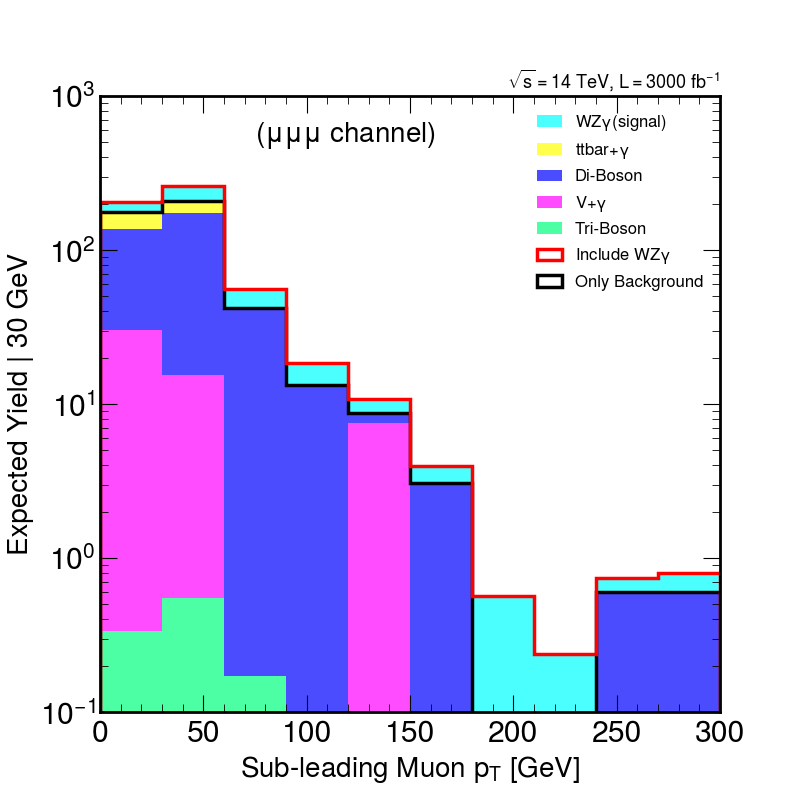 √s = 14 TeV, L = 3000 fb⁻¹
(μμμ channel)
WZγ(signal)
ttbar+γ
Di-Boson
V+γ
Tri-Boson
Include WZγ
Only Background
Expected Yield | 30 GeV
10³
10²
10¹
10⁰
10⁻¹
0 50 100 150 200 250 300
Sub-leading Muon p_T [GeV]